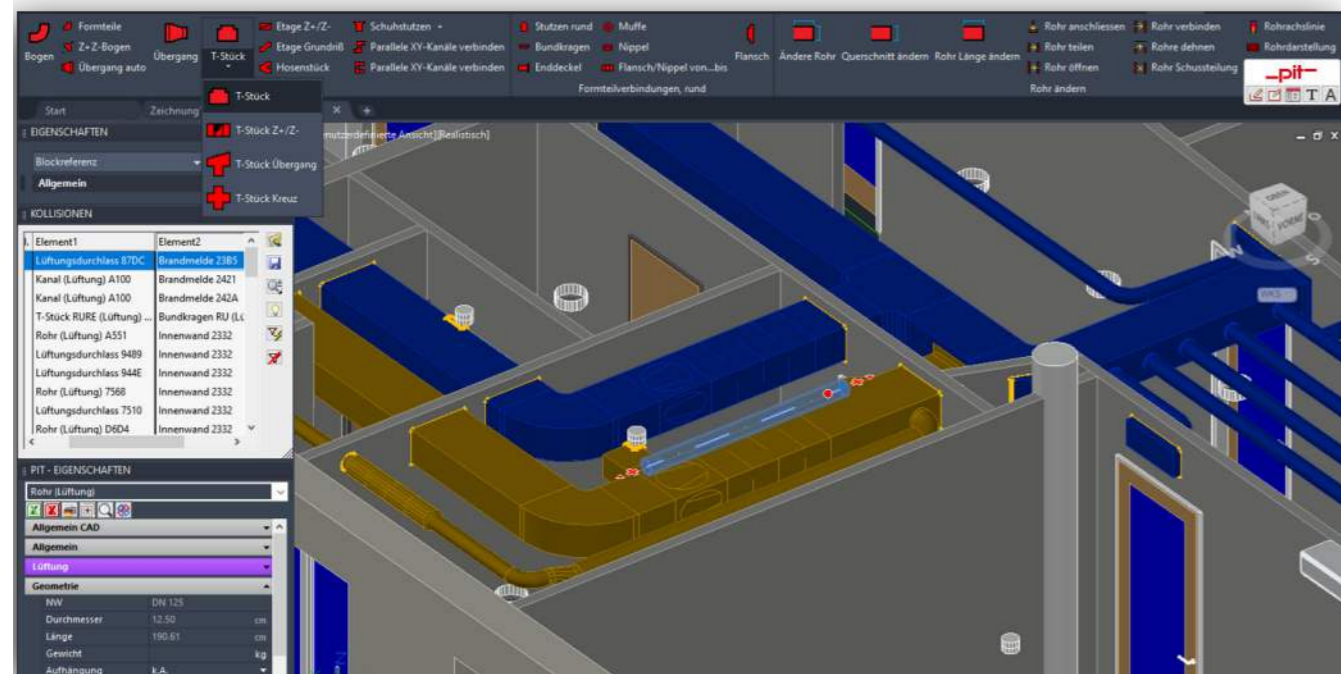 Bogen
Formteile
Z+Z-Bogen
Übergang auto
Übergang
T-Stück
Etage Z+/Z-
Etage Grundriß
Hosenstück
Schuhstutzen
Parallele XY-Kanäle verbinden
Parallele XY-Kanäle verbinden
Stutzen rund
Bundkragen
Enddeckel
Muffe
Nippel
Flansch/Nippel von...bis
Flansch
Formteilverbindungen, rund
Ändere Rohr
Querschnitt ändern
Rohr Länge ändern
Rohr anschliessen
Rohr teilen
Rohr öffnen
Rohr verbinden
Rohre dehnen
Rohr Schussteilung
Rohr ändern
Rohrachslinie
Rohrdarstellung
pit
T A
T-Stück
T-Stück Z+/Z-
T-Stück Übergang
T-Stück Kreuz
Start
Zeichnung
nutzerdefinierte Ansicht][Realistisch]
EIGENSCHAFTEN
Blockreferenz
Allgemein
KOLLISIONEN
Element1 Element2
Lüftungsdurchlass 87DC Brandmelde 23B5
Kanal (Lüftung) A100 Brandmelde 2421
Kanal (Lüftung) A100 Brandmelde 242A
T-Stück RURE (Lüftung) ... Bundkragen RU (Lü
Rohr (Lüftung) A551 Innenwand 2332
Lüftungsdurchlass 9489 Innenwand 2332
Lüftungsdurchlass 944E Innenwand 2332
Rohr (Lüftung) 7568 Innenwand 2332
Lüftungsdurchlass 7510 Innenwand 2332
Rohr (Lüftung) D6D4 Innenwand 2332
PIT - EIGENSCHAFTEN
Rohr (Lüftung)
Allgemein CAD
Allgemein
Lüftung
Geometrie
NW DN 125
Durchmesser 12.50 cm
Länge 190.61 cm
Gewicht kg
Aufhängung k.A.
OBEN
LINKS
VORNE
W
S
WKS